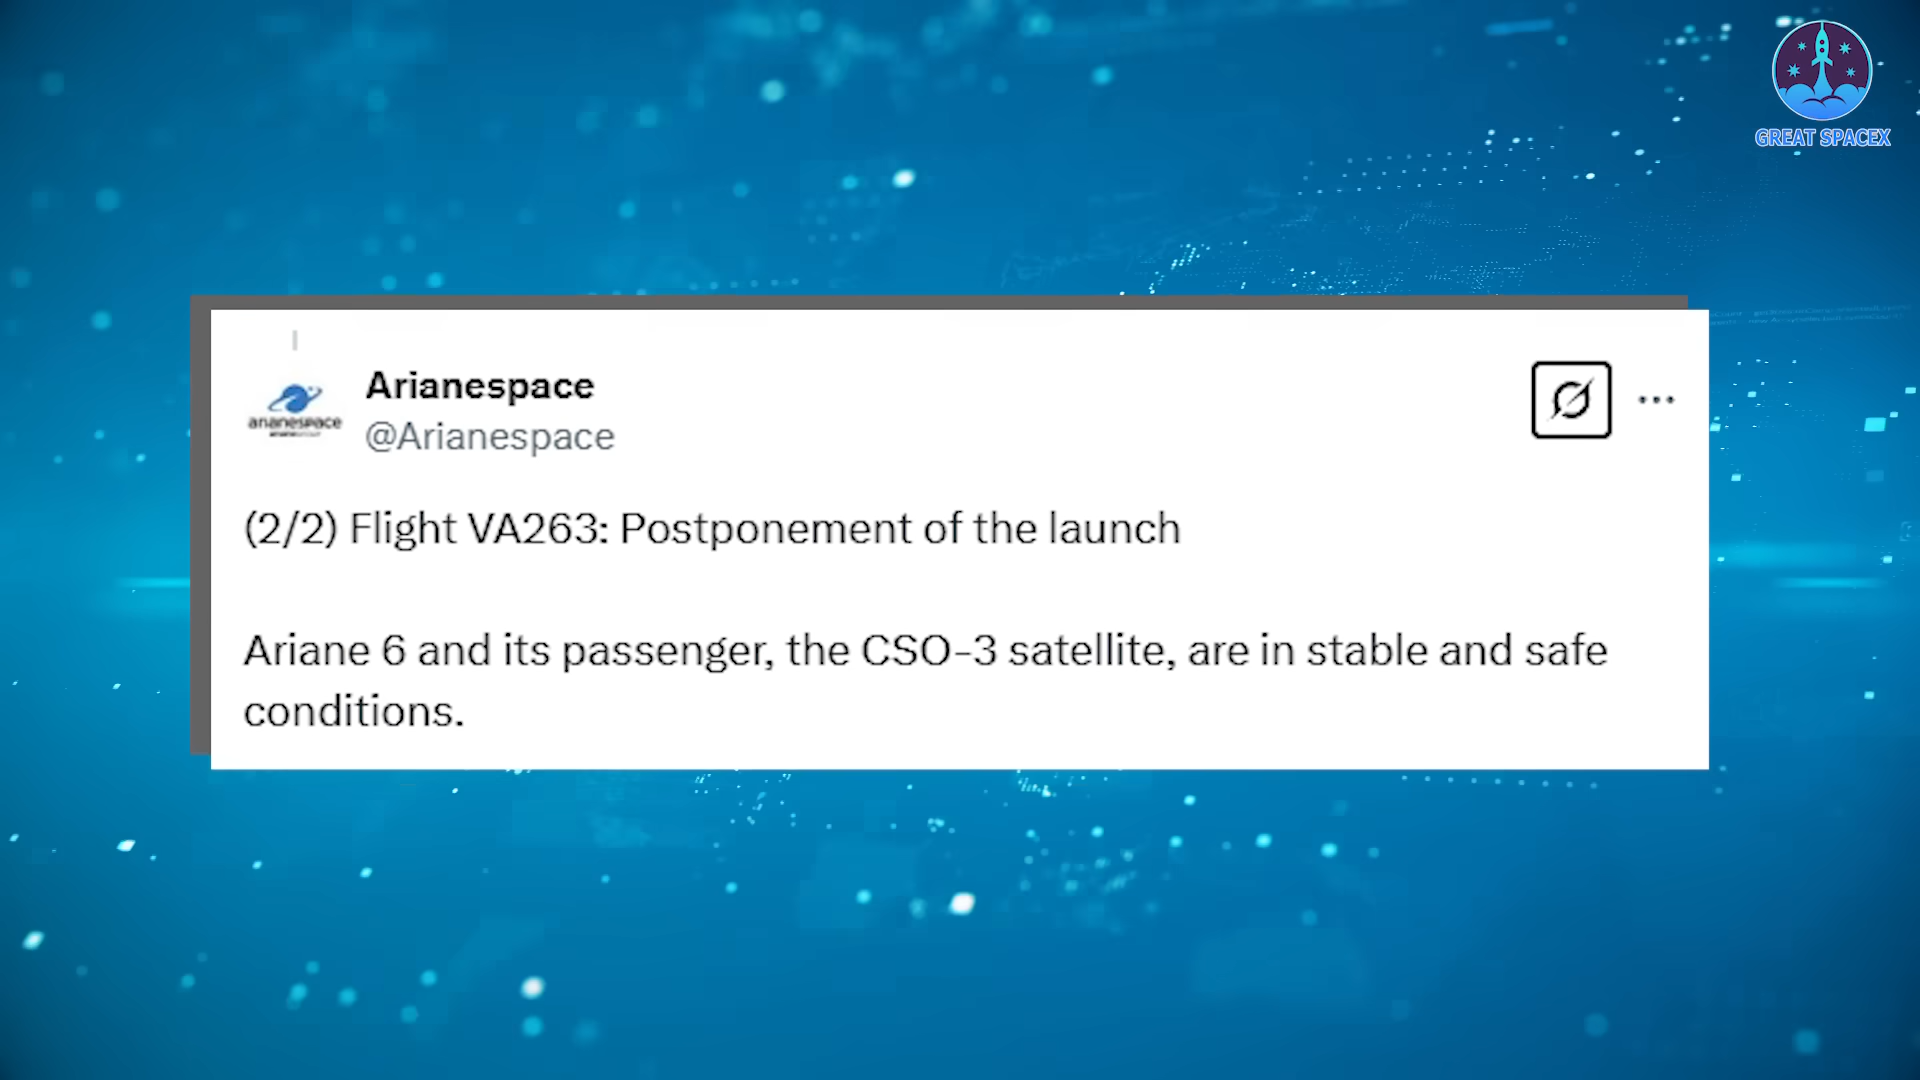 GREAT SPACEX
Arianespace
@Arianespace
arianespace
(2/2) Flight VA263: Postponement of the launch
Ariane 6 and its passenger, the CSO-3 satellite, are in stable and safe
conditions.